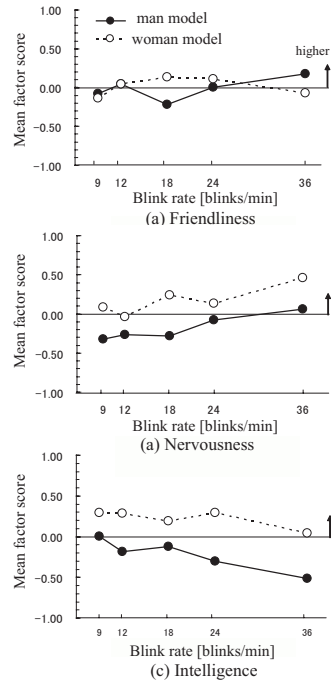 1.00
man model
woman model
0.50
higher
0.00
-0.50
-1.00
Mean factor score
9 12 18 24 36
Blink rate [blinks/min]
(a) Friendliness
1.00
0.50
0.00
-0.50
-1.00
Mean factor score
9 12 18 24 36
Blink rate [blinks/min]
(a) Nervousness
1.00
0.50
0.00
-0.50
-1.00
Mean factor score
9 12 18 24 36
Blink rate [blinks/min]
(c) Intelligence